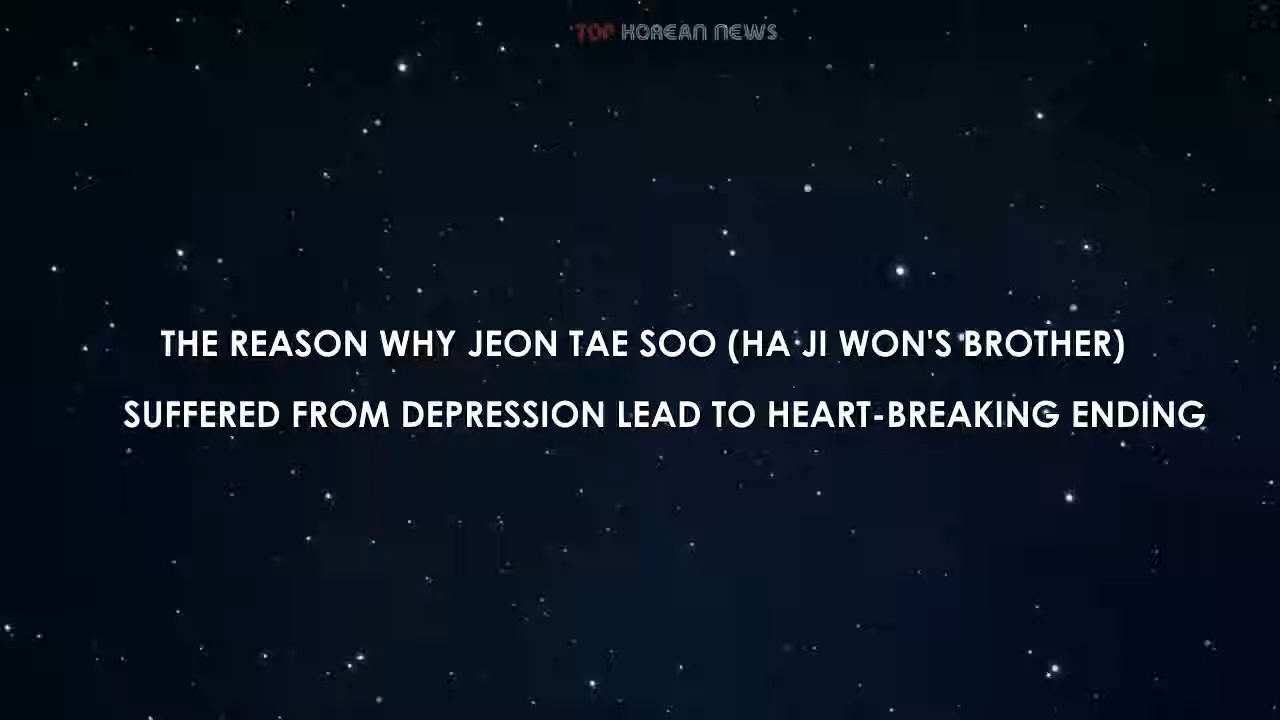 TOP KOREAN NEWS
THE REASON WHY JEON TAE SOO (HA JI WON'S BROTHER)
SUFFERED FROM DEPRESSION LEAD TO HEART-BREAKING ENDING